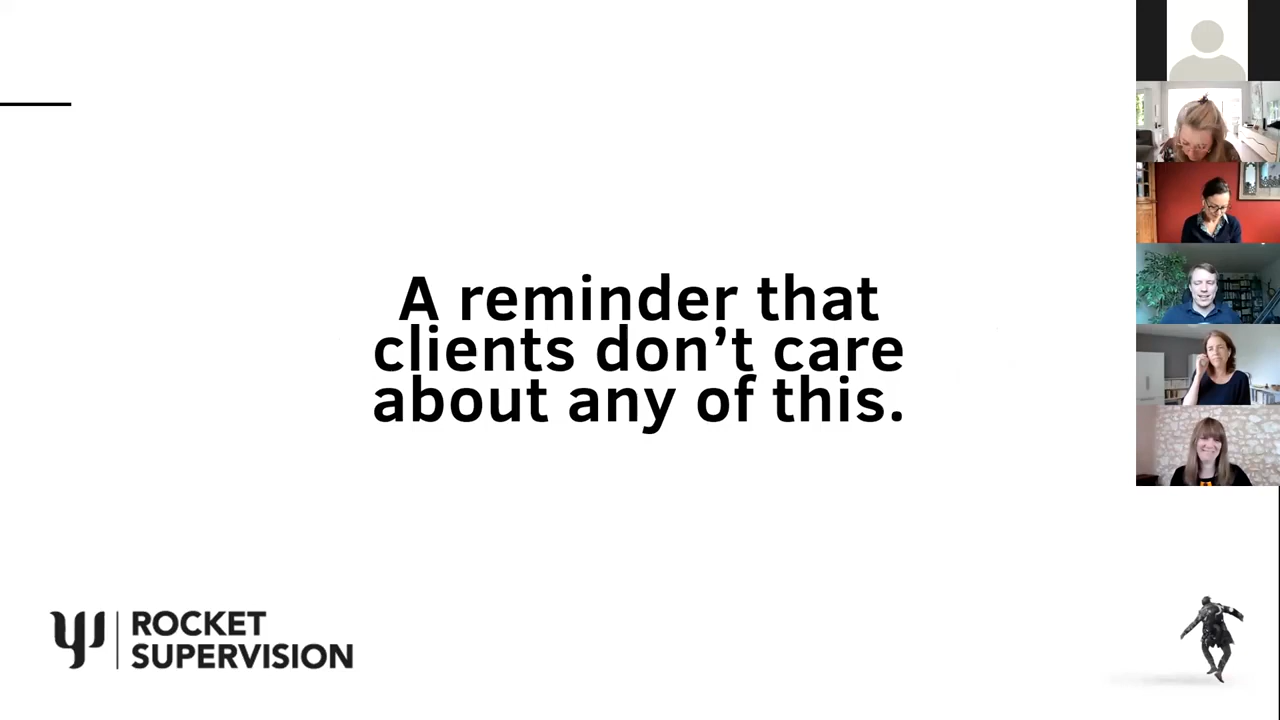 A reminder that
clients don’t care
about any of this.
ROCKET
SUPERVISION